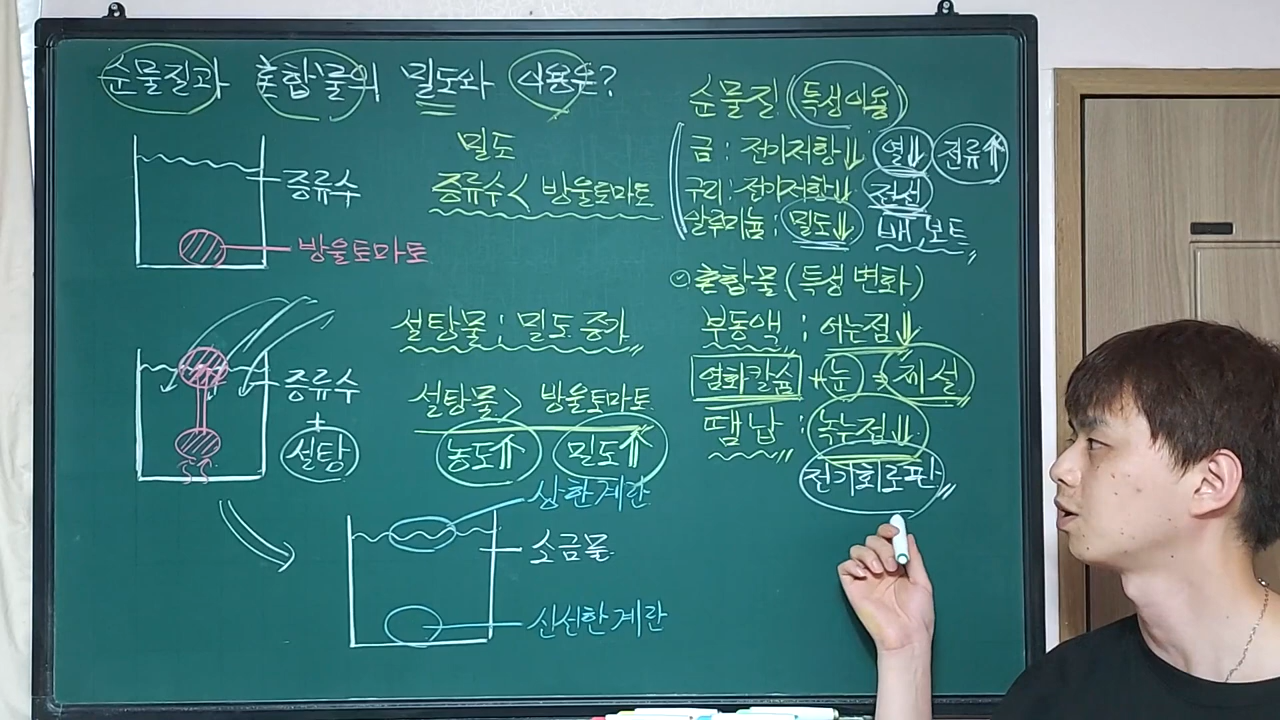 순물질과 혼합물의 밀도와 사용은?
증류수
방울토마토
밀도
증류수 < 방울토마토
증류수
+
설탕
설탕물 : 밀도 증가
설탕물 > 방울토마토
농도⇑ 밀도↑
상한계란
소금물
신선한계란
순물질 (특성이용)
금 : 전기저항⇓ 열⇓ 전류⇑
구리 : 전기저항⇓ 전선
알루미늄 : 밀도⇓ 배, 보트
혼합물 (특성변화)
부동액 : 어는점⇓
염화칼슘 + 눈 ⇒ 제설
땜납 : 녹는점⇓
전기회로판